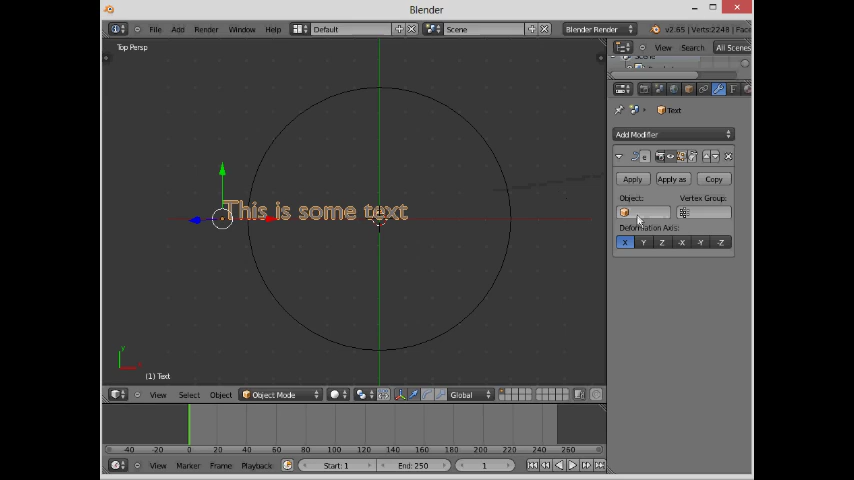 Blender
File Add Render Window Help Default Scene Blender Render v2.65 | Verts:2248 | Face
Top Persp
View Search All Scenes
Text
Add Modifier
Apply Apply as Copy
Object: Vertex Group:
This is some text
Deformation Axis:
X Y Z -X -Y -Z
y
(1) Text
View Select Object Object Mode Global
-40 -20 0 20 40 60 80 100 120 140 160 180 200 220 240 260
View Marker Frame Playback Start: 1 End: 250 1